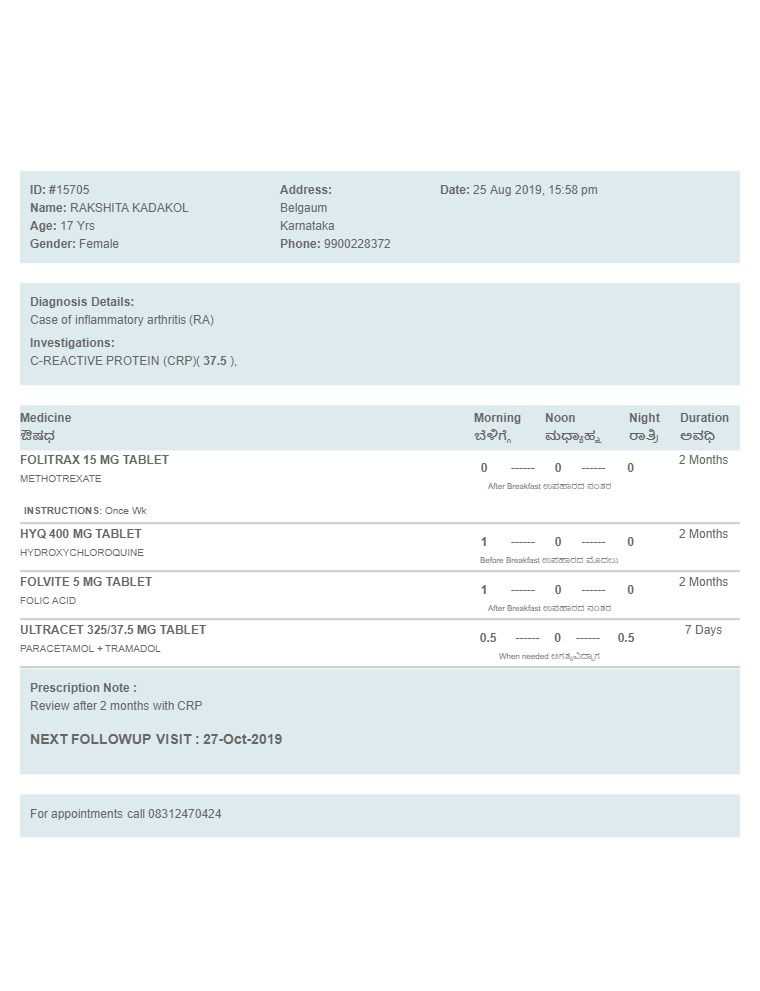 ID: #15705
Name: RAKSHITA KADAKOL
Age: 17 Yrs
Gender: Female
Address:
Belgaum
Karnataka
Phone: 9900228372
Date: 25 Aug 2019, 15:58 pm
Diagnosis Details:
Case of inflammatory arthritis (RA)
Investigations:
C-REACTIVE PROTEIN (CRP)( 37.5 ),
Medicine Morning Noon Night Duration
ಔಷಧ ಬೆಳಿಗ್ಗೆ ಮಧ್ಯಾಹ್ನ ರಾತ್ರಿ ಅವಧಿ
FOLITRAX 15 MG TABLET 0 ------ 0 ------ 0 2 Months
METHOTREXATE After Breakfast ಉಪಹಾರದ ನಂತರ
INSTRUCTIONS: Once Wk
HYQ 400 MG TABLET 1 ------ 0 ------ 0 2 Months
HYDROXYCHLOROQUINE Before Breakfast ಉಪಹಾರದ ಮೊದಲು
FOLVITE 5 MG TABLET 1 ------ 0 ------ 0 2 Months
FOLIC ACID After Breakfast ಉಪಹಾರದ ನಂತರ
ULTRACET 325/37.5 MG TABLET 0.5 ------ 0 ------ 0.5 7 Days
PARACETAMOL + TRAMADOL When needed ಅಗತ್ಯವಿದ್ದಾಗ
Prescription Note :
Review after 2 months with CRP
NEXT FOLLOWUP VISIT : 27-Oct-2019
For appointments call 08312470424